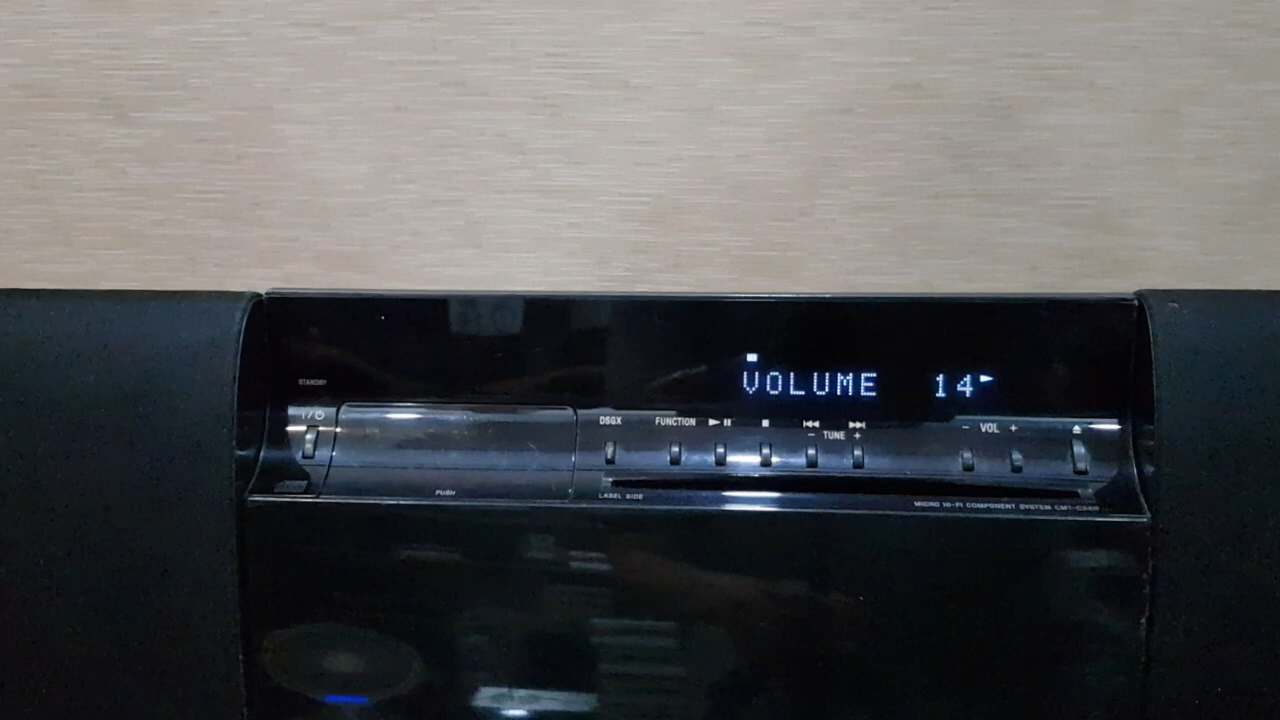 VOLUME 14
STANDBY
I/
DSGX FUNCTION − TUNE + − VOL +
PUSH
LABEL SIDE
MICRO HI-FI COMPONENT SYSTEM